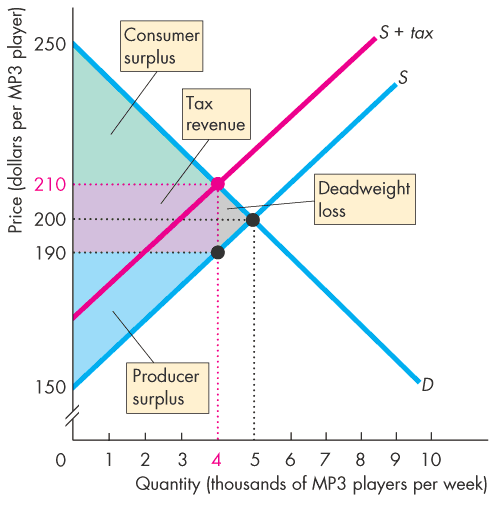 Price (dollars per MP3 player)
250
210
200
190
150
Consumer
surplus
Tax
revenue
S + tax
S
Deadweight
loss
Producer
surplus
D
0 1 2 3 4 5 6 7 8 9 10
Quantity (thousands of MP3 players per week)